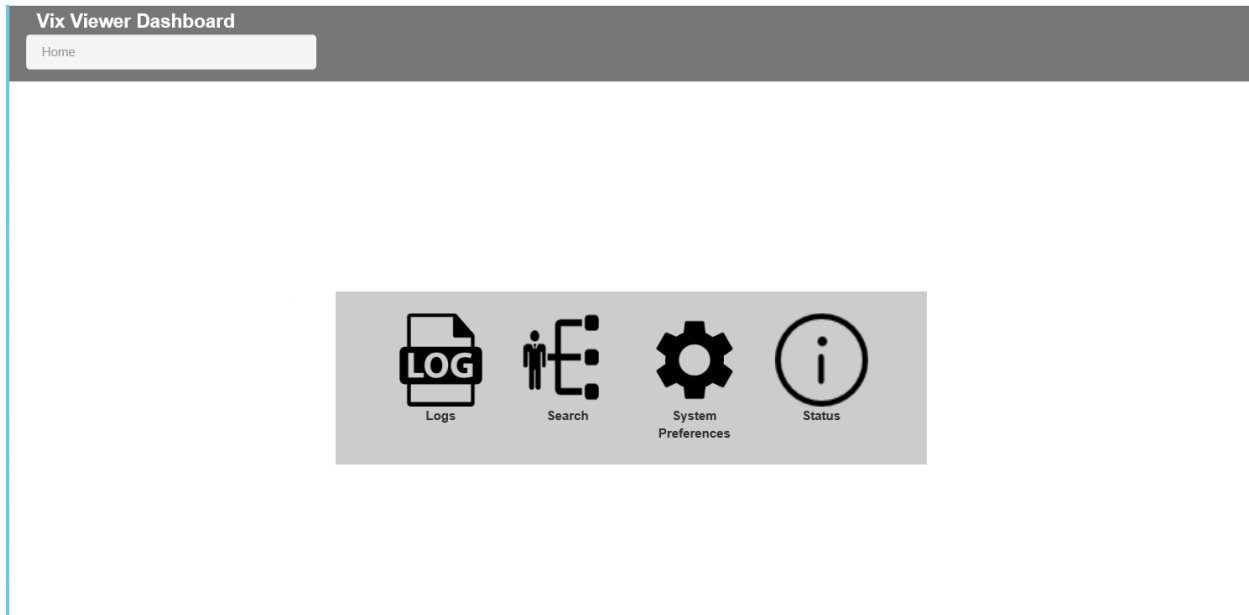 Vix Viewer Dashboard
Home
LOG
Logs
Search
System
Preferences
Status